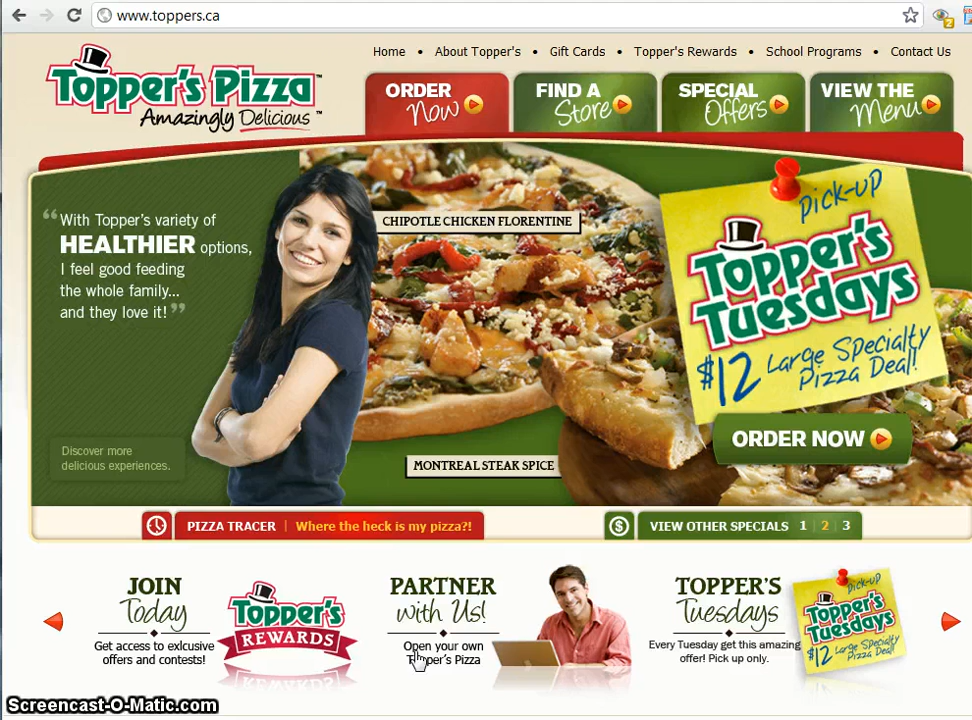 www.toppers.ca
Home • About Topper's • Gift Cards • Topper's Rewards • School Programs • Contact Us
Topper's Pizza™
Amazingly Delicious
ORDER
Now
FIND A
Store
SPECIAL
Offers
VIEW THE
Menu
“With Topper's variety of
HEALTHIER options,
I feel good feeding
the whole family...
and they love it!”
Discover more
delicious experiences.
CHIPOTLE CHICKEN FLORENTINE
MONTREAL STEAK SPICE
Pick-up
Topper's
Tuesdays
$12 Large Specialty
Pizza Deal!
ORDER NOW
PIZZA TRACER | Where the heck is my pizza?!
$ VIEW OTHER SPECIALS 1 | 2 | 3
JOIN
Today
Get access to exlcusive
offers and contests!
Topper's
REWARDS
PARTNER
with Us!
Open your own
Topper's Pizza
TOPPER'S
Tuesdays
Every Tuesday get this amazing
offer! Pick up only.
Pick-up
Topper's
Tuesdays
$12 Large Specialty
Pizza Deal!
Screencast-O-Matic.com